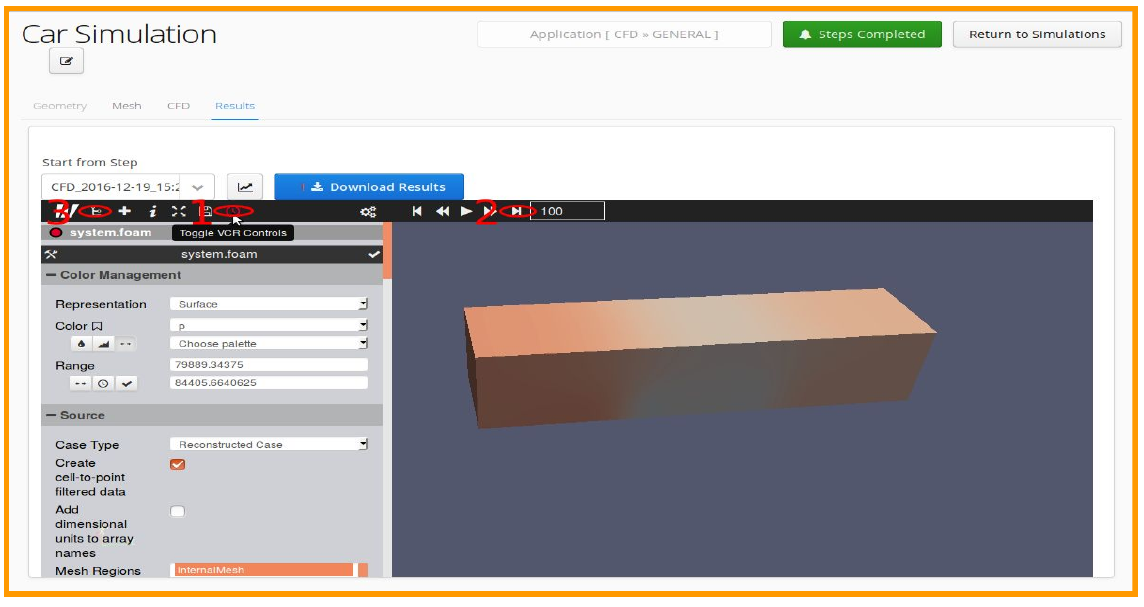 Car Simulation
Application [ CFD » GENERAL ]
Steps Completed
Return to Simulations
Geometry
Mesh
CFD
Results
Start from Step
CFD_2016-12-19_15:2
Download Results
3
1
2
100
system.foam
Toggle VCR Controls
system.foam
Color Management
Representation
Surface
Color
p
Choose palette
Range
79889.34375
84405.6640625
Source
Case Type
Reconstructed Case
Create
cell-to-point
filtered data
Add
dimensional
units to array
names
Mesh Regions
InternalMesh